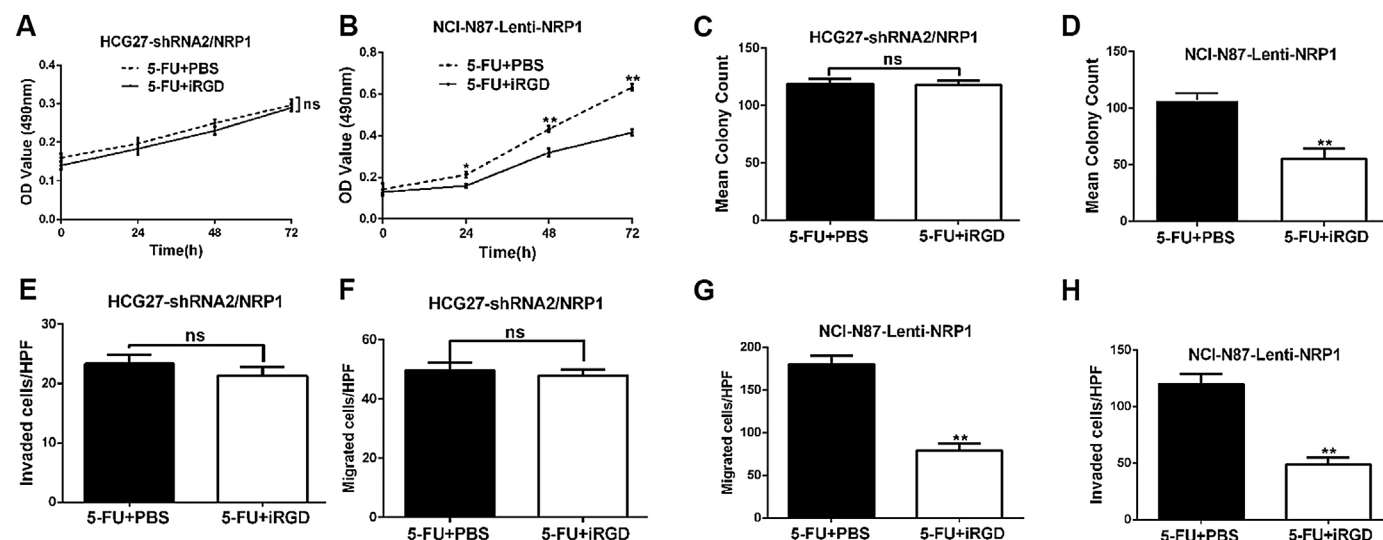 A
HCG27-shRNA2/NRP1
5-FU+PBS
5-FU+iRGD
ns
OD Value (490nm)
0.4
0.3
0.2
0.1
0.0
0
24
48
72
Time(h)
B
NCI-N87-Lenti-NRP1
5-FU+PBS
5-FU+iRGD
OD Value (490nm)
0.8
0.6
0.4
0.2
0.0
*
**
**
0
24
48
72
Time(h)
C
HCG27-shRNA2/NRP1
ns
Mean Colony Count
150
100
50
0
5-FU+PBS
5-FU+iRGD
D
NCI-N87-Lenti-NRP1
Mean Colony Count
150
100
50
0
**
5-FU+PBS
5-FU+iRGD
E
HCG27-shRNA2/NRP1
ns
Invaded cells/HPF
30
20
10
0
5-FU+PBS
5-FU+iRGD
F
HCG27-shRNA2/NRP1
ns
Migrated cells/HPF
60
40
20
0
5-FU+PBS
5-FU+iRGD
G
NCI-N87-Lenti-NRP1
Migrated cells/HPF
200
150
100
50
0
**
5-FU+PBS
5-FU+iRGD
H
NCI-N87-Lenti-NRP1
Invaded cells/HPF
150
100
50
0
**
5-FU+PBS
5-FU+iRGD